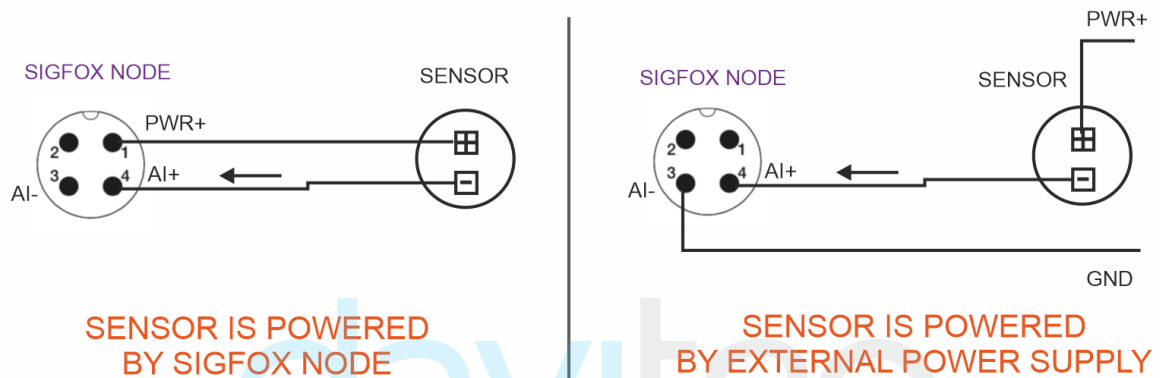 SIGFOX NODE
SENSOR
PWR+
2
1
3
4
AI-
AI+
SENSOR IS POWERED
BY SIGFOX NODE
PWR+
SIGFOX NODE
SENSOR
2
1
3
4
AI-
AI+
GND
SENSOR IS POWERED
BY EXTERNAL POWER SUPPLY